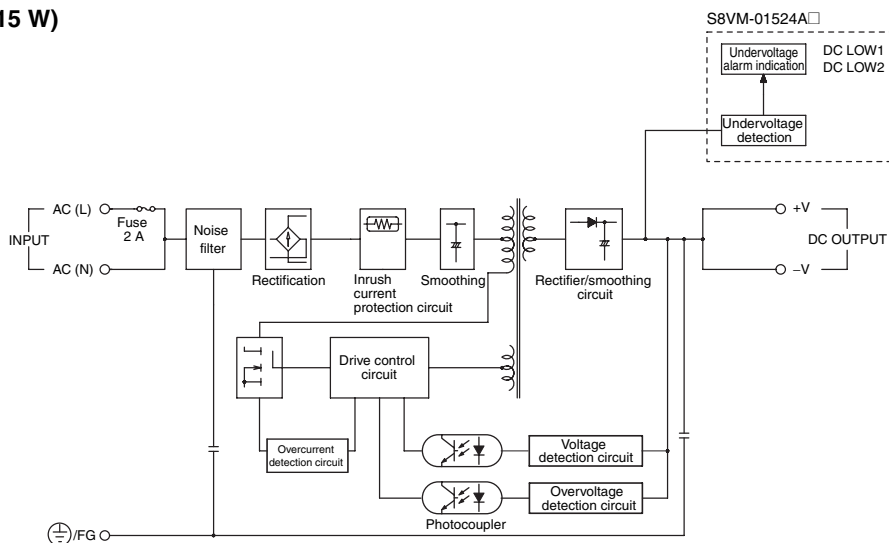 15 W)
S8VM-01524A□
Undervoltage
alarm indication
DC LOW1
DC LOW2
Undervoltage
detection
INPUT
AC (L)
Fuse
2 A
AC (N)
Noise
filter
Rectification
Inrush
current
protection circuit
Smoothing
Rectifier/smoothing
circuit
+V
DC OUTPUT
–V
Drive control
circuit
Overcurrent
detection circuit
Voltage
detection circuit
Overvoltage
detection circuit
Photocoupler
/FG